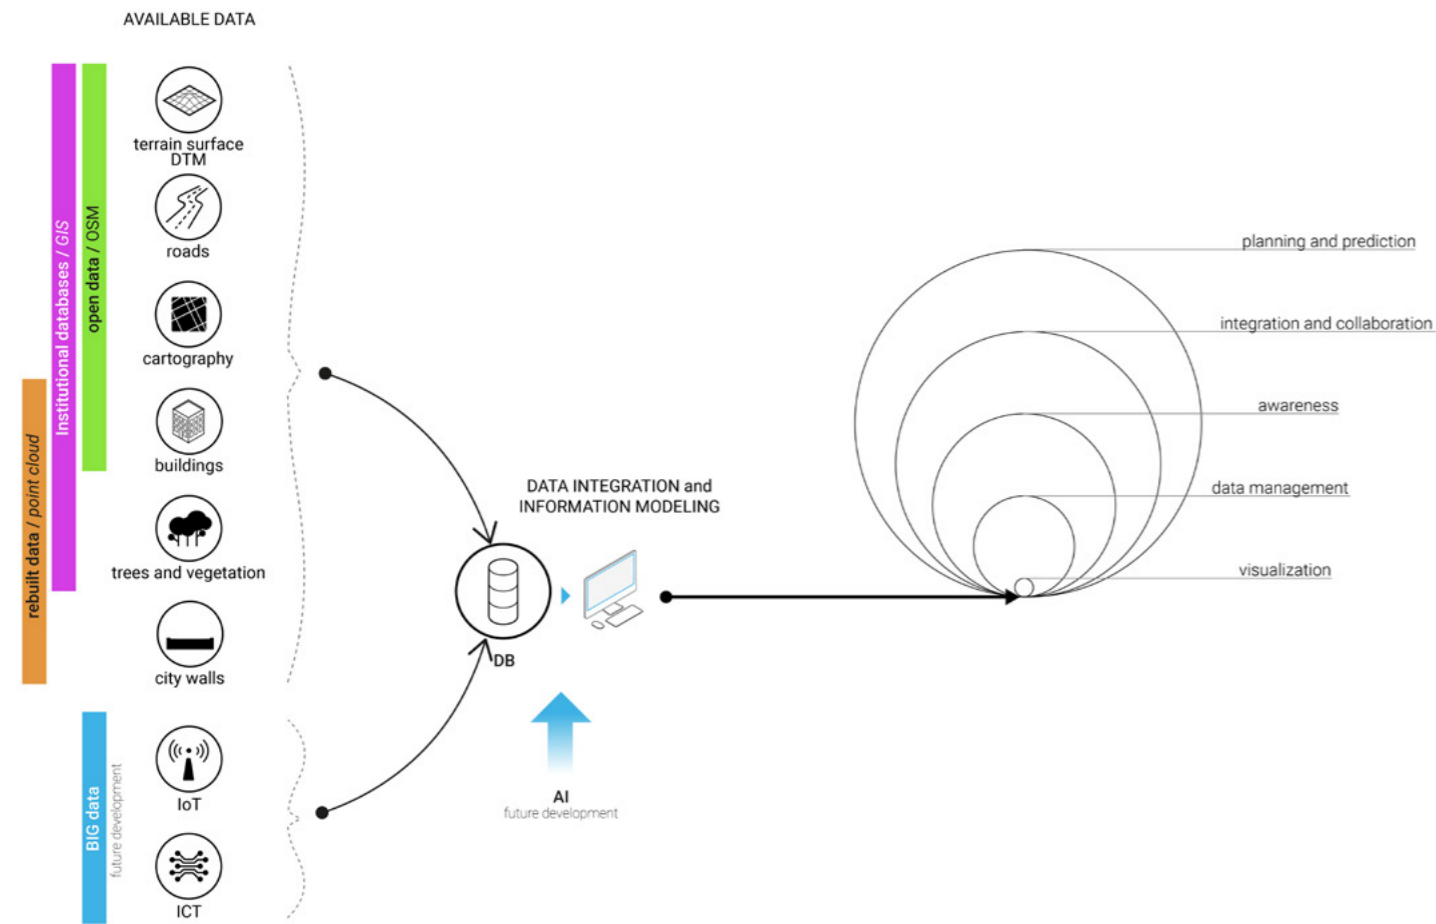 AVAILABLE DATA
Institutional databases / GIS
open data / OSM
rebuilt data / point cloud
terrain surface
DTM
roads
cartography
buildings
trees and vegetation
city walls
BIG data
future development
IoT
ICT
DATA INTEGRATION and
INFORMATION MODELING
DB
AI
future development
planning and prediction
integration and collaboration
awareness
data management
visualization